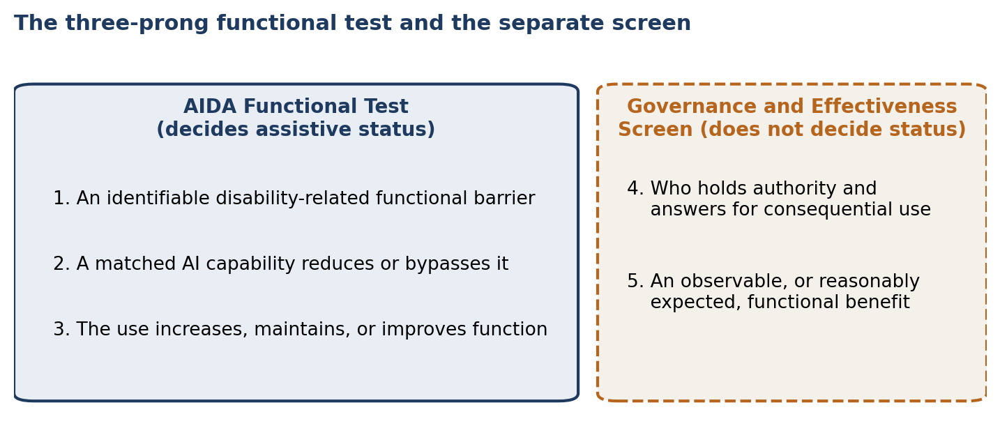 The three-prong functional test and the separate screen
AIDA Functional Test
(decides assistive status)
1. An identifiable disability-related functional barrier
2. A matched AI capability reduces or bypasses it
3. The use increases, maintains, or improves function
Governance and Effectiveness
Screen (does not decide status)
4. Who holds authority and
answers for consequential use
5. An observable, or reasonably
expected, functional benefit